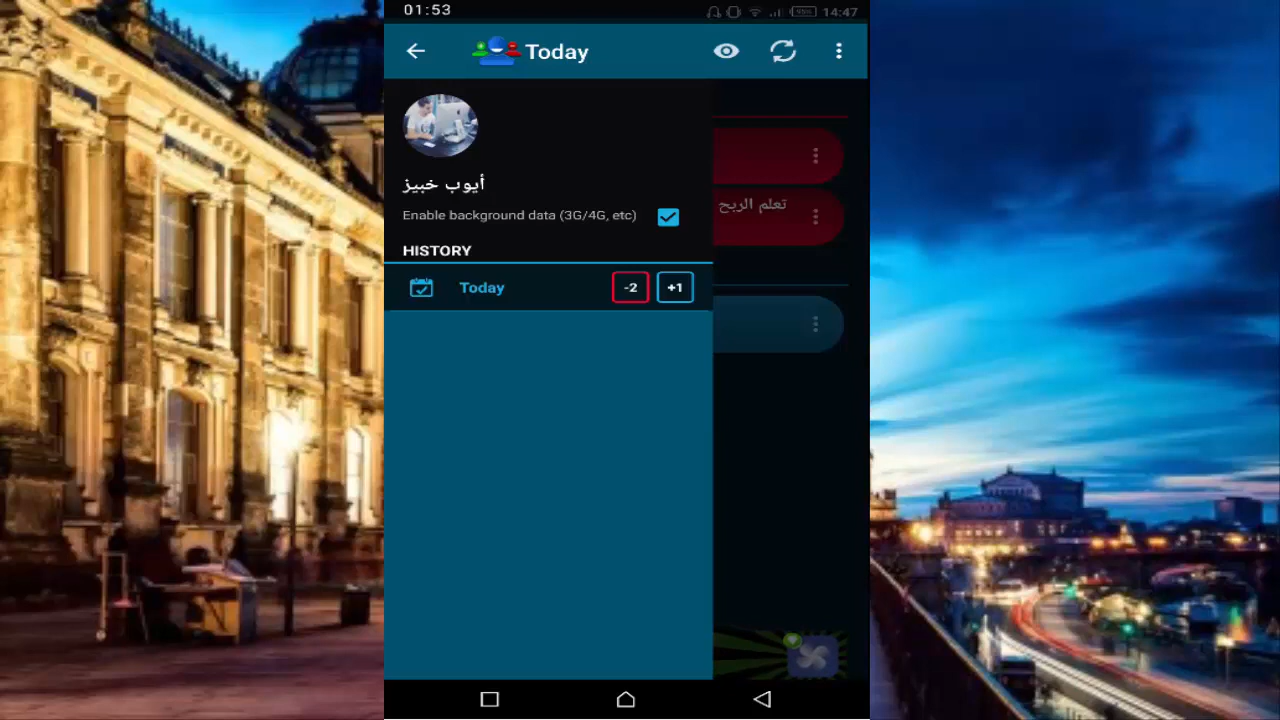 01:53
14:47
Today
أيوب خبيز
Enable background data (3G/4G, etc)
تعلم الربح
HISTORY
Today
-2
+1